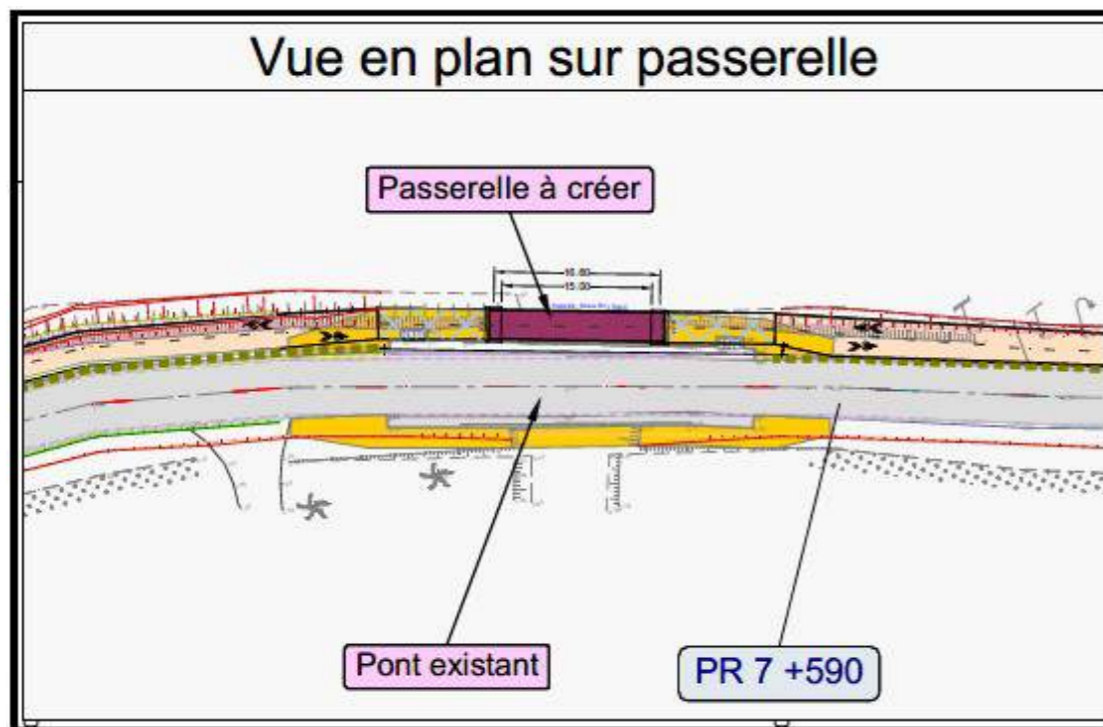 Vue en plan sur passerelle
Passerelle à créer
16.60
15.00
Pont existant
PR 7 +590